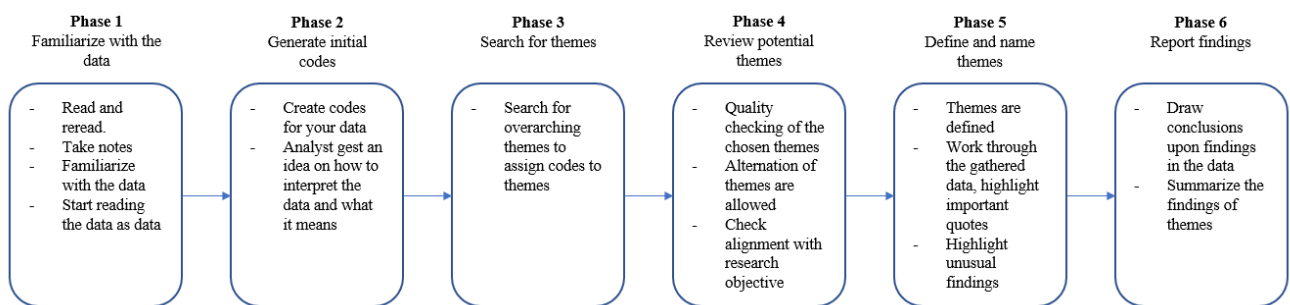 Phase 1
Familiarize with the
data
- Read and
reread.
- Take notes
- Familiarize
with the data
- Start reading
the data as data
Phase 2
Generate initial
codes
- Create codes
for your data
- Analyst gest an
idea on how to
interpret the
data and what
it means
Phase 3
Search for themes
- Search for
overarching
themes to
assign codes to
themes
Phase 4
Review potential
themes
- Quality
checking of the
chosen themes
- Alternation of
themes are
allowed
- Check
alignment with
research
objective
Phase 5
Define and name
themes
- Themes are
defined
- Work through
the gathered
data, highlight
important
quotes
- Highlight
unusual
findings
Phase 6
Report findings
- Draw
conclusions
upon findings
in the data
- Summarize the
findings of
themes